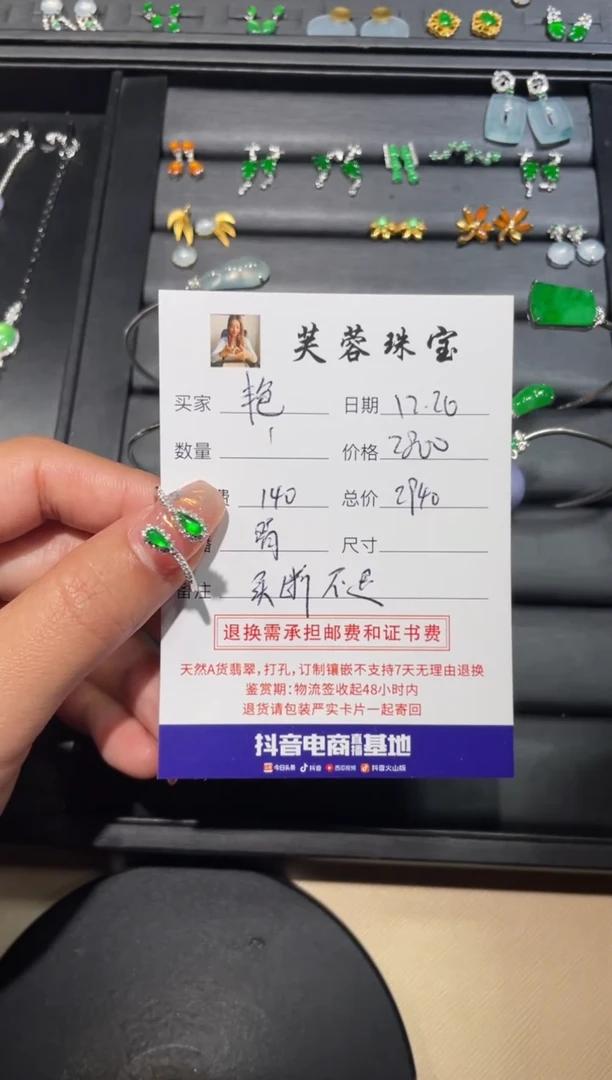 芙蓉珠宝
买家 艳 日期 12.20
数量 1 价格 2800
费 140 总价 2940
尺寸
备注 买断不退
退换需承担邮费和证书费
天然A货翡翠,打孔,订制镶嵌不支持7天无理由退换
鉴赏期:物流签收起48小时内
退货请包装严实卡片一起寄回
抖音电商直播基地
今日头条 抖音 西瓜视频 抖音火山版